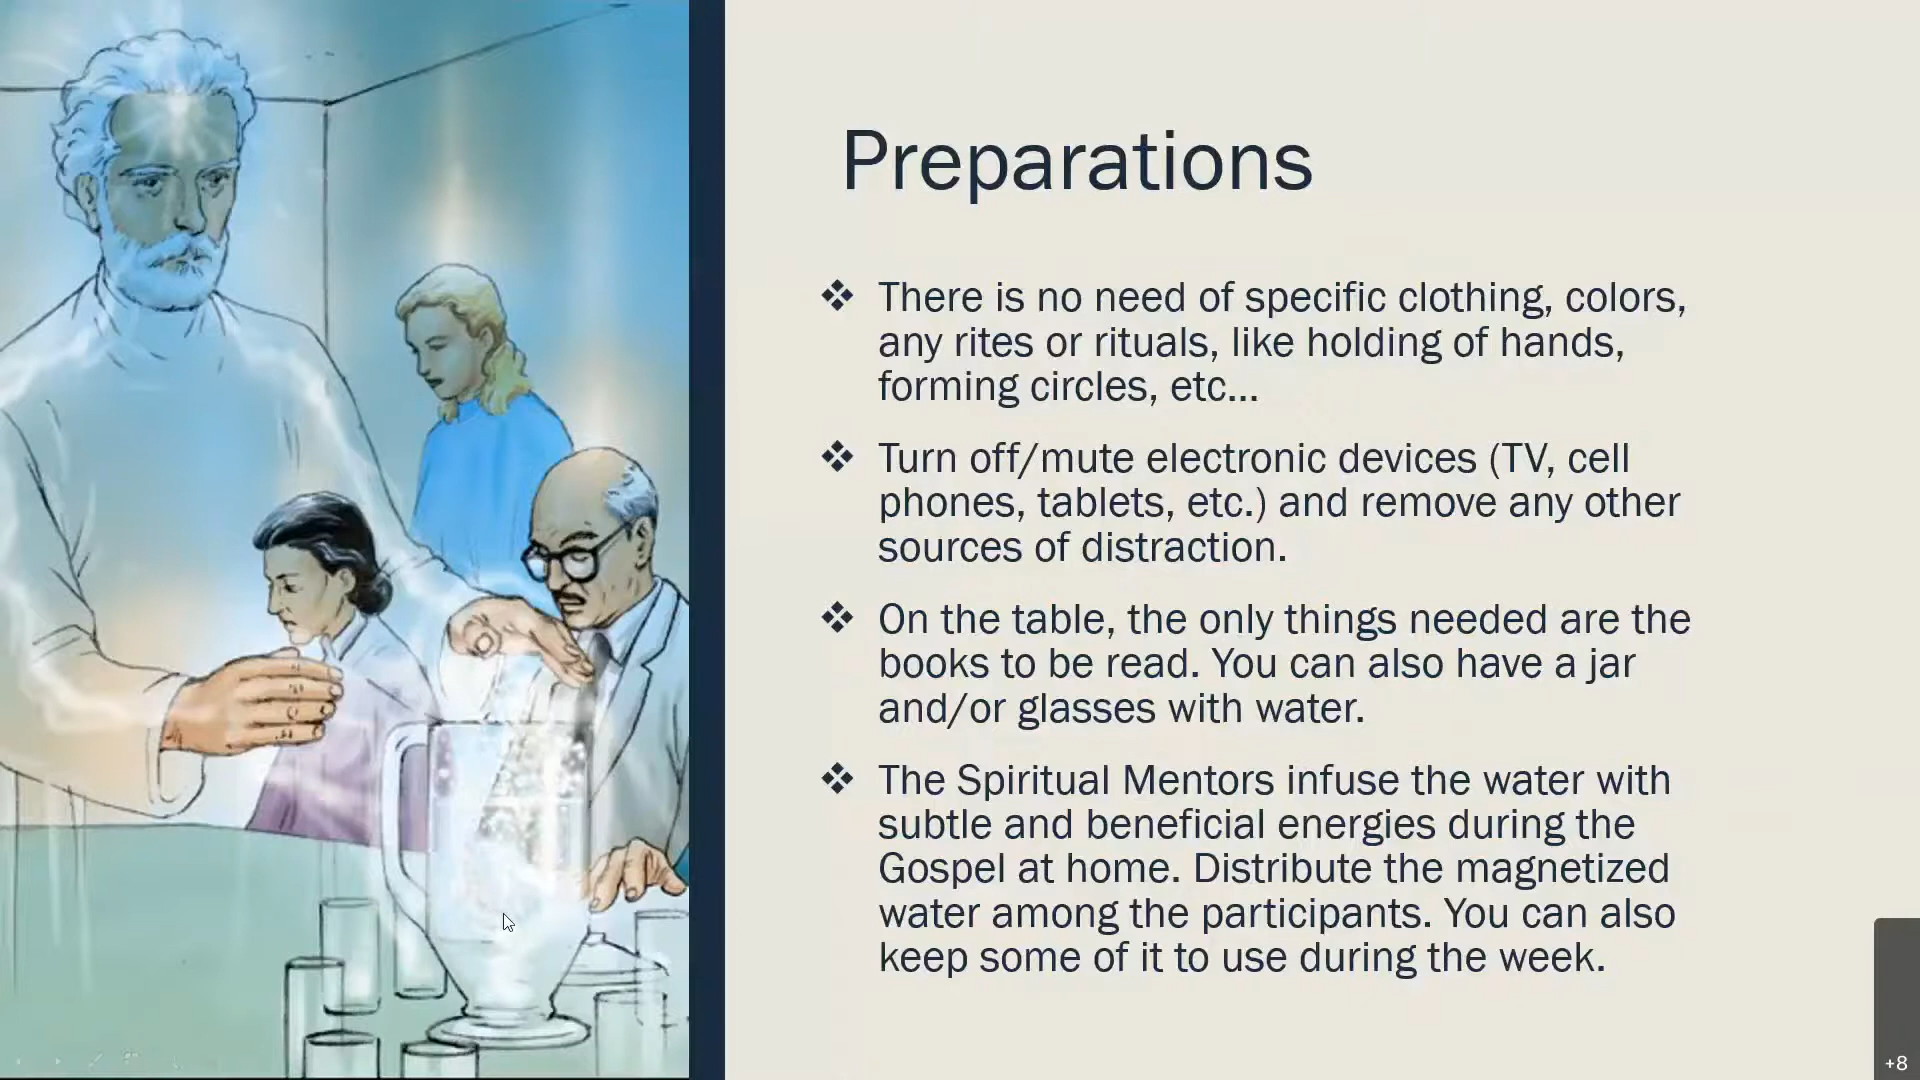 Preparations
❖ There is no need of specific clothing, colors,
any rites or rituals, like holding of hands,
forming circles, etc...
❖ Turn off/mute electronic devices (TV, cell
phones, tablets, etc.) and remove any other
sources of distraction.
❖ On the table, the only things needed are the
books to be read. You can also have a jar
and/or glasses with water.
❖ The Spiritual Mentors infuse the water with
subtle and beneficial energies during the
Gospel at home. Distribute the magnetized
water among the participants. You can also
keep some of it to use during the week.
+8